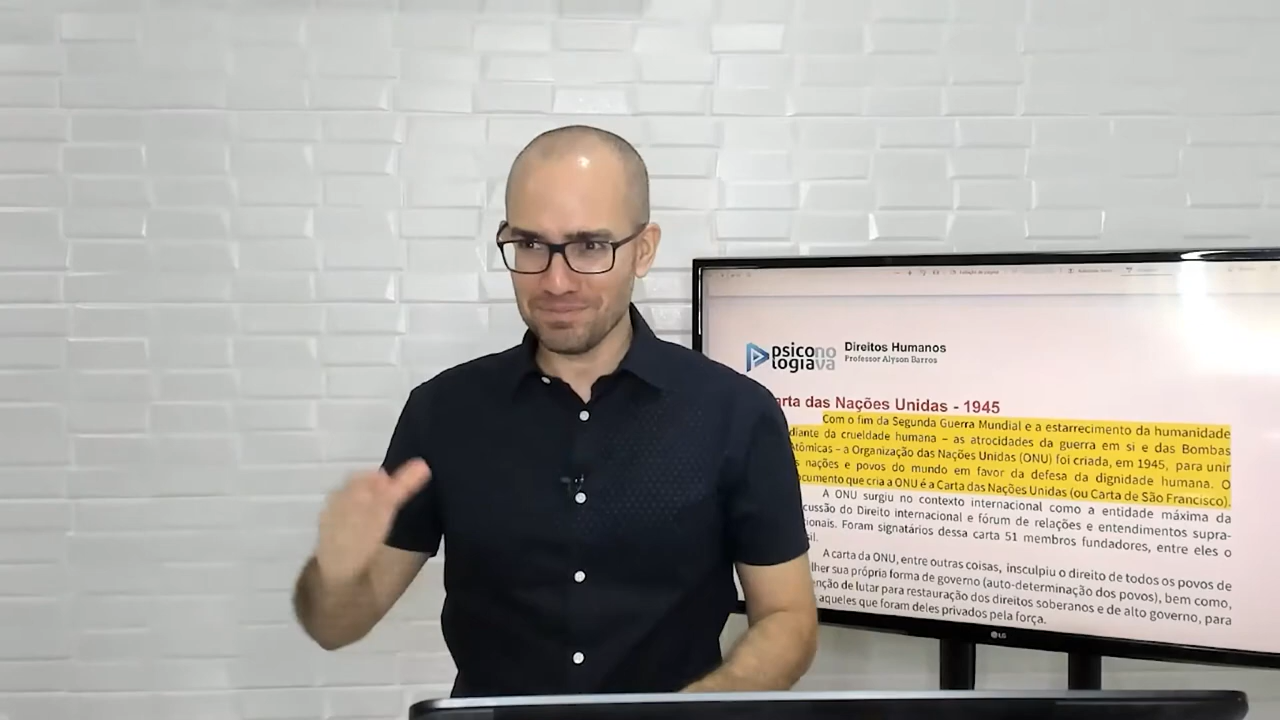 psicono
logiava
Direitos Humanos
Professor Alyson Barros
arta das Nações Unidas - 1945
Com o fim da Segunda Guerra Mundial e a estarrecimento da humanidade
diante da crueldade humana – as atrocidades da guerra em si e das Bombas
Atômicas – a Organização das Nações Unidas (ONU) foi criada, em 1945, para unir
s nações e povos do mundo em favor da defesa da dignidade humana. O
ocumento que cria a ONU é a Carta das Nações Unidas (ou Carta de São Francisco).
A ONU surgiu no contexto internacional como a entidade máxima da
cussão do Direito internacional e fórum de relações e entendimentos supra-
ionais. Foram signatários dessa carta 51 membros fundadores, entre eles o
il.
A carta da ONU, entre outras coisas, insculpiu o direito de todos os povos de
lher sua própria forma de governo (auto-determinação dos povos), bem como,
enção de lutar para restauração dos direitos soberanos e de alto governo, para
aqueles que foram deles privados pela força.
LG